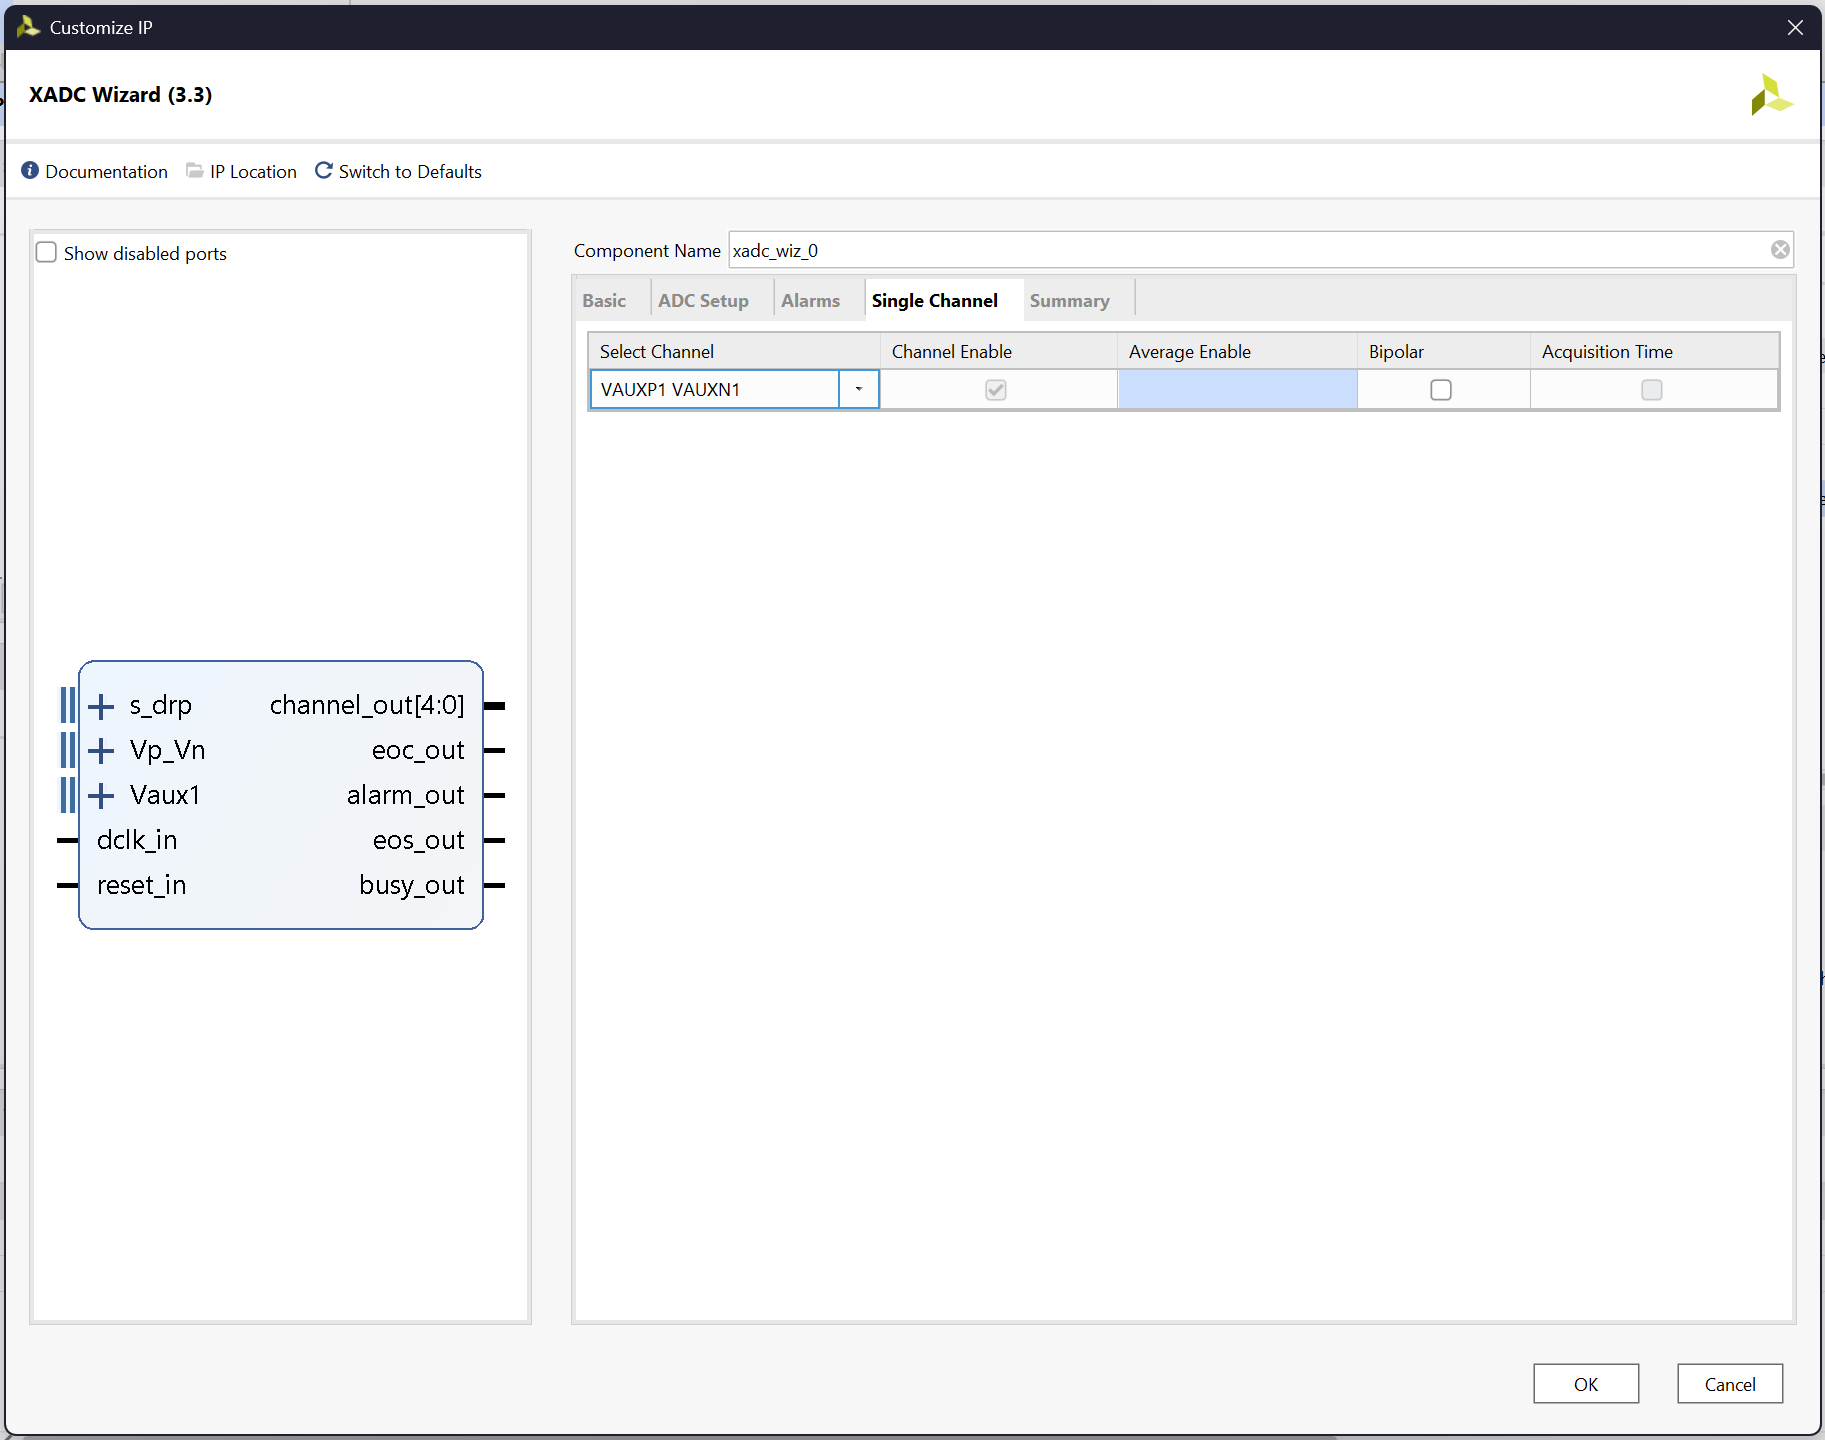 Customize IP
XADC Wizard (3.3)
Documentation IP Location Switch to Defaults
Show disabled ports
Component Name xadc_wiz_0
Basic ADC Setup Alarms Single Channel Summary
Select Channel Channel Enable Average Enable Bipolar Acquisition Time
VAUXP1 VAUXN1
s_drp channel_out[4:0]
Vp_Vn eoc_out
Vaux1 alarm_out
dclk_in eos_out
reset_in busy_out
OK Cancel